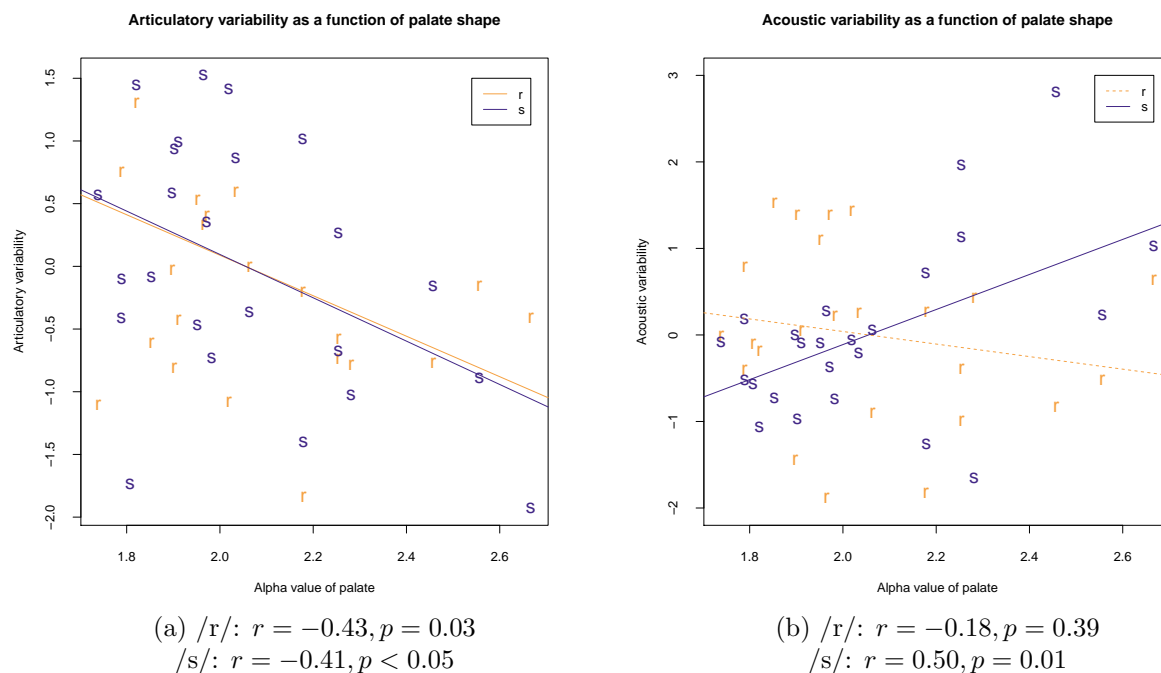 Articulatory variability as a function of palate shape
Articulatory variability
1.5
1.0
0.5
0.0
−0.5
−1.0
−1.5
−2.0
r
s
1.8 2.0 2.2 2.4 2.6
Alpha value of palate
(a) /r/: r = −0.43, p = 0.03
/s/: r = −0.41, p < 0.05
Acoustic variability as a function of palate shape
Acoustic variability
3
2
1
0
−1
−2
r
s
1.8 2.0 2.2 2.4 2.6
Alpha value of palate
(b) /r/: r = −0.18, p = 0.39
/s/: r = 0.50, p = 0.01